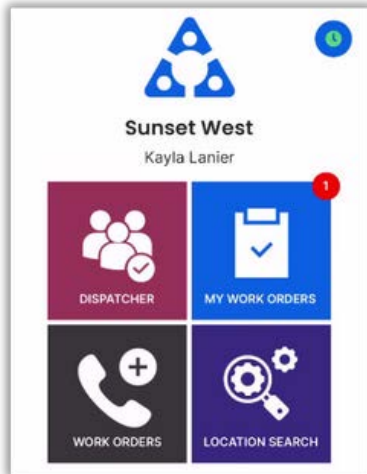 Sunset West
Kayla Lanier
1
DISPATCHER
MY WORK ORDERS
WORK ORDERS
LOCATION SEARCH